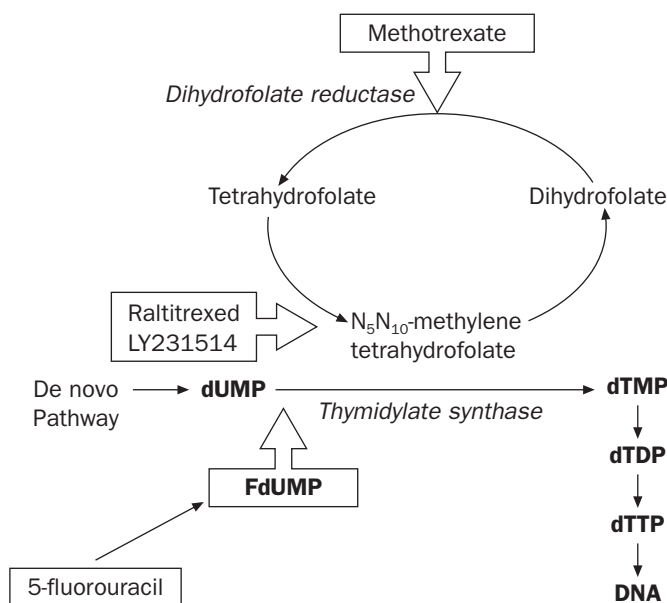 Methotrexate
Dihydrofolate reductase
Tetrahydrofolate
Dihydrofolate
Raltitrexed
LY231514
N₅N₁₀-methylene
tetrahydrofolate
De novo
Pathway
dUMP
Thymidylate synthase
dTMP
dTDP
FdUMP
dTTP
5-fluorouracil
DNA